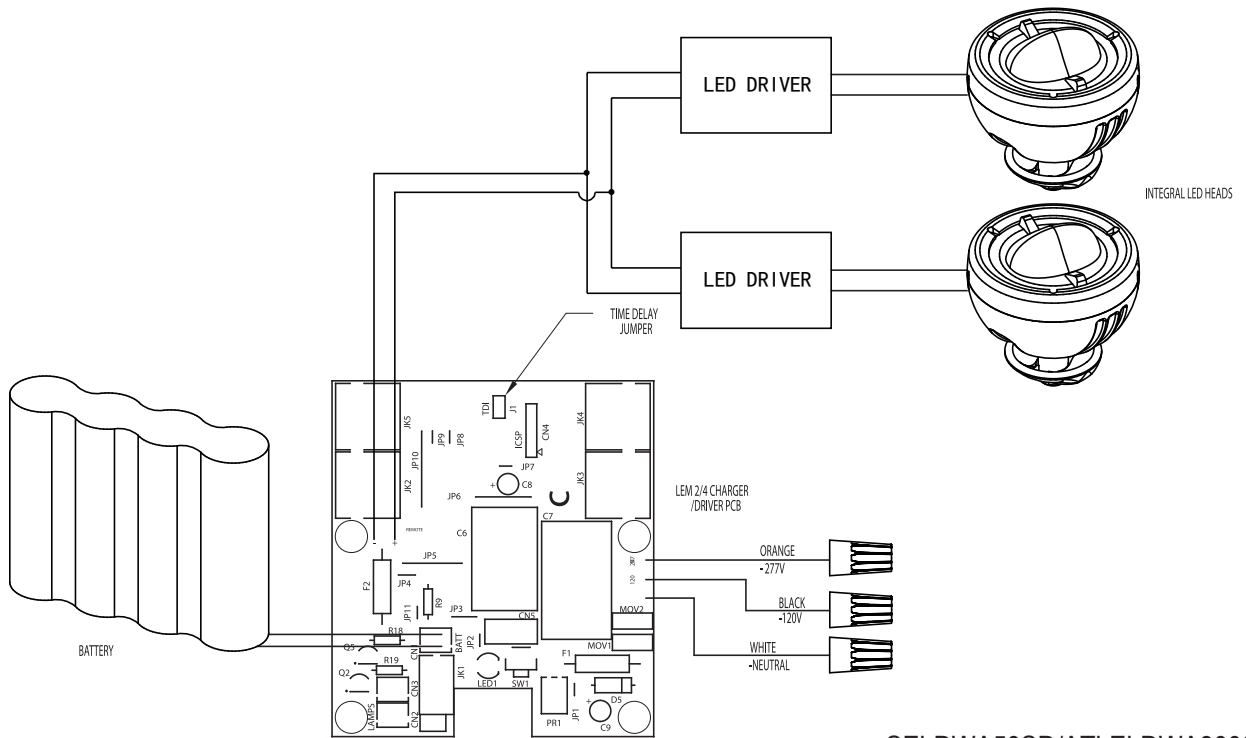 LED DRIVER
INTEGRAL LED HEADS
LED DRIVER
TIME DELAY
JUMPER
TDI
J1
ICSP
CN4
JK5
JK4
JP9
JP8
JP10
JP7
JK2
C8
+
JK3
JP6
C7
LEM 2/4 CHARGER
/DRIVER PCB
REMOTE
C6
-
+
JP5
ORANGE
-277V
F2
JP4
120
R9
BLACK
-120V
JP11
JP3
CN5
MOV2
R18
BATT
JP2
MOV1
WHITE
-NEUTRAL
BATTERY
Q5
CN1
F1
R19
JK1
LED1
SW1
Q2
CN3
D5
LAMPS
CN2
PR1
JP1
+
C9